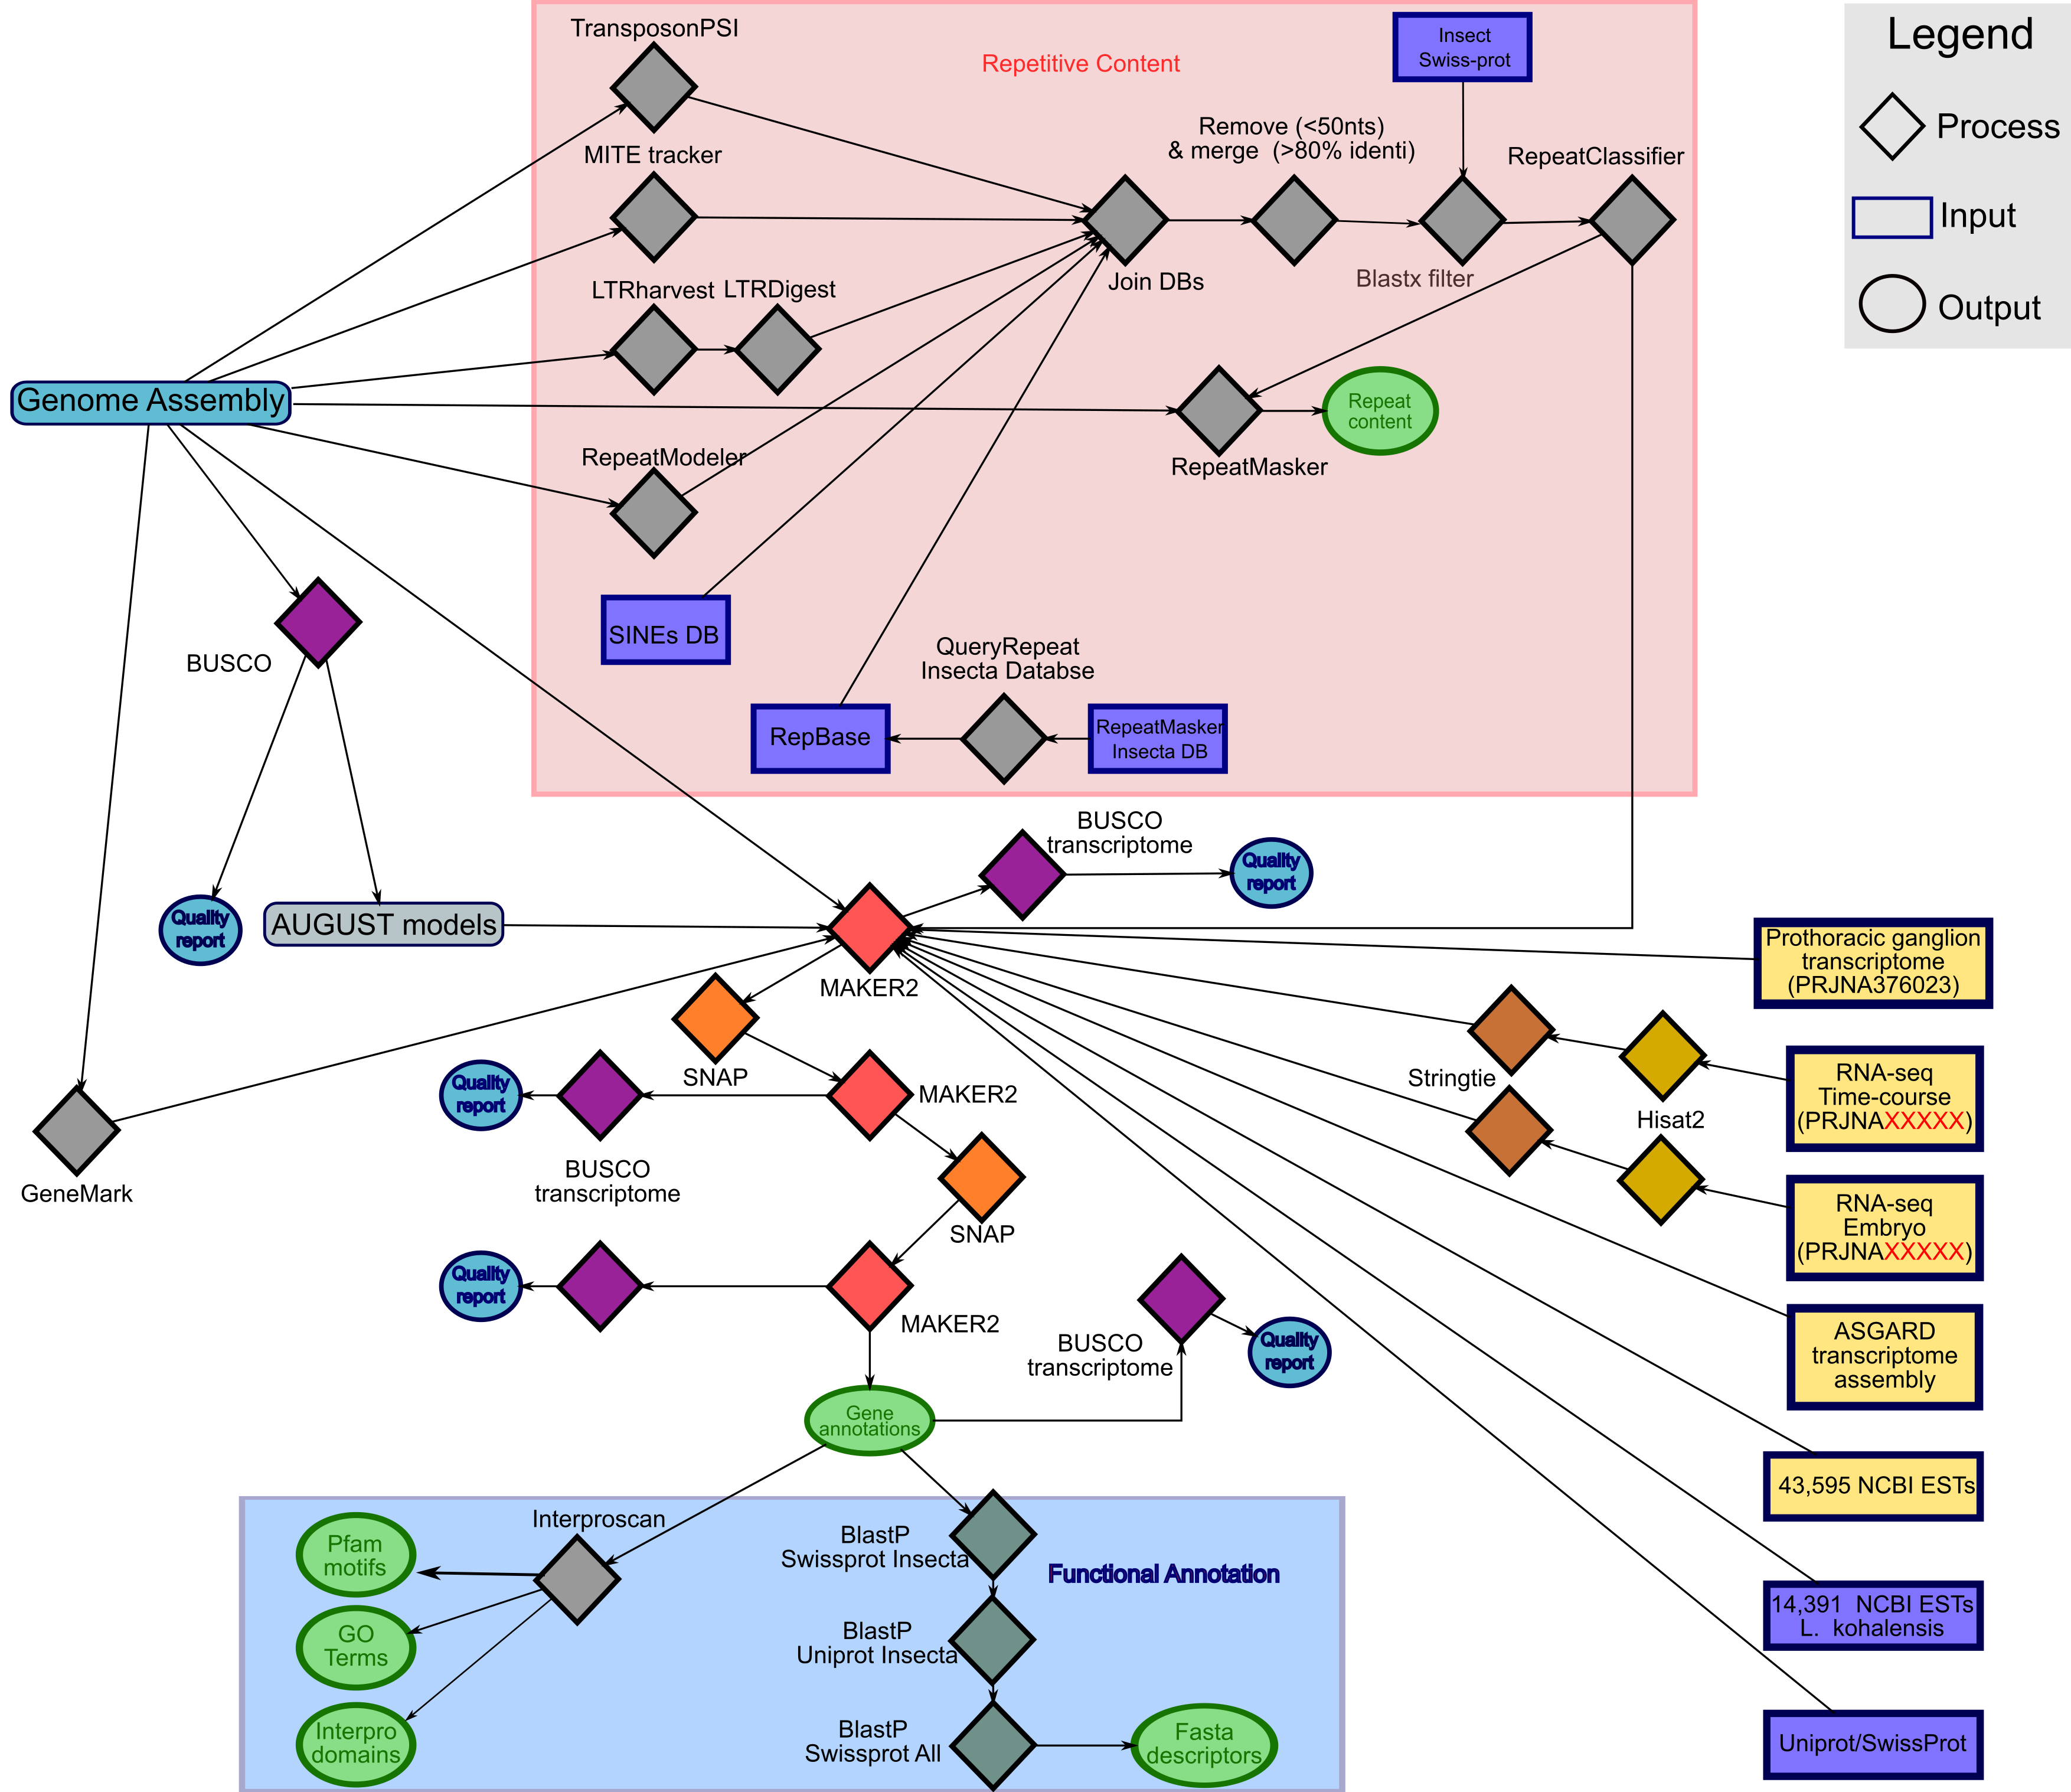 TransposonPSI
Repetitive Content
Insect
Swiss-prot
Legend
Process
Input
Output
MITE tracker
Remove (<50nts)
& merge  (>80% identi)
RepeatClassifier
LTRharvest
LTRDigest
Join DBs
Blastx filter
Genome Assembly
RepeatModeler
RepeatMasker
Repeat
content
SINEs DB
QueryRepeat
Insecta Databse
RepBase
RepeatMasker
Insecta DB
BUSCO
BUSCO
transcriptome
Quality
report
Quality
report
AUGUST models
MAKER2
Prothoracic ganglion
transcriptome
(PRJNA376023)
SNAP
Quality
report
MAKER2
BUSCO
transcriptome
Stringtie
Hisat2
RNA-seq
Time-course
(PRJNAXXXXX)
GeneMark
SNAP
RNA-seq
Embryo
(PRJNAXXXXX)
Quality
report
MAKER2
BUSCO
transcriptome
Quality
report
ASGARD
transcriptome
assembly
Gene
annotations
43,595 NCBI ESTs
Interproscan
Pfam
motifs
GO
Terms
Interpro
domains
BlastP
Swissprot Insecta
Functional Annotation
BlastP
Uniprot Insecta
BlastP
Swissprot All
Fasta
descriptors
14,391  NCBI ESTs
L.  kohalensis
Uniprot/SwissProt